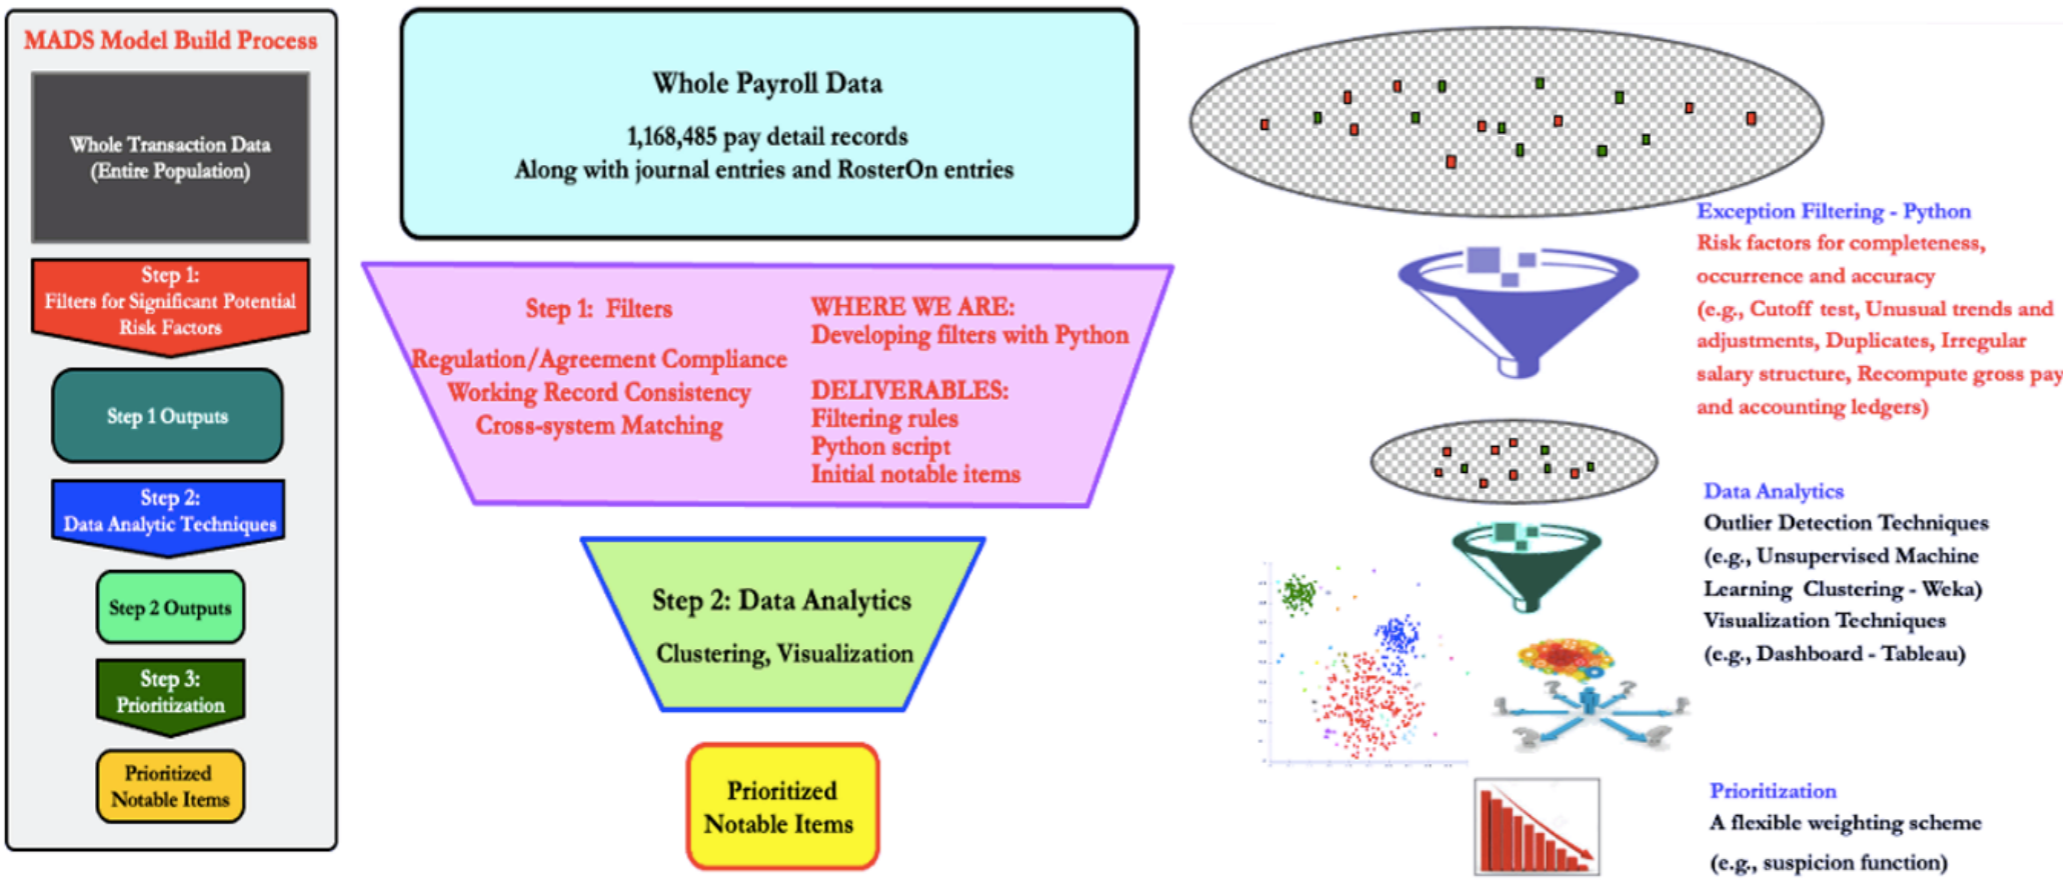 MADS Model Build Process
Whole Transaction Data
(Entire Population)
Step 1:
Filters for Significant Potential
Risk Factors
Step 1 Outputs
Step 2:
Data Analytic Techniques
Step 2 Outputs
Step 3:
Prioritization
Prioritized
Notable Items
Whole Payroll Data
1,168,485 pay detail records
Along with journal entries and RosterOn entries
Step 1: Filters
Regulation/Agreement Compliance
Working Record Consistency
Cross-system Matching
WHERE WE ARE:
Developing filters with Python
DELIVERABLES:
Filtering rules
Python script
Initial notable items
Step 2: Data Analytics
Clustering, Visualization
Prioritized
Notable Items
Exception Filtering - Python
Risk factors for completeness,
occurrence and accuracy
(e.g., Cutoff test, Unusual trends and
adjustments, Duplicates, Irregular
salary structure, Recompute gross pay
and accounting ledgers)
Data Analytics
Outlier Detection Techniques
(e.g., Unsupervised Machine
Learning Clustering - Weka)
Visualization Techniques
(e.g., Dashboard - Tableau)
Prioritization
A flexible weighting scheme
(e.g., suspicion function)